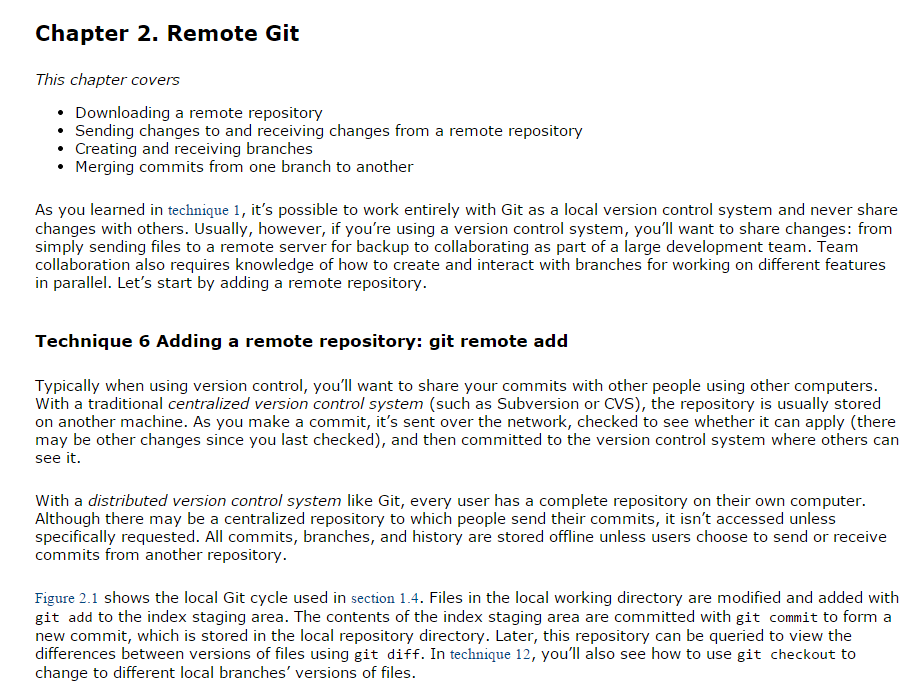 Chapter 2. Remote Git
This chapter covers
• Downloading a remote repository
• Sending changes to and receiving changes from a remote repository
• Creating and receiving branches
• Merging commits from one branch to another
As you learned in technique 1, it’s possible to work entirely with Git as a local version control system and never share
changes with others. Usually, however, if you’re using a version control system, you’ll want to share changes: from
simply sending files to a remote server for backup to collaborating as part of a large development team. Team
collaboration also requires knowledge of how to create and interact with branches for working on different features
in parallel. Let’s start by adding a remote repository.
Technique 6 Adding a remote repository: git remote add
Typically when using version control, you’ll want to share your commits with other people using other computers.
With a traditional centralized version control system (such as Subversion or CVS), the repository is usually stored
on another machine. As you make a commit, it’s sent over the network, checked to see whether it can apply (there
may be other changes since you last checked), and then committed to the version control system where others can
see it.
With a distributed version control system like Git, every user has a complete repository on their own computer.
Although there may be a centralized repository to which people send their commits, it isn’t accessed unless
specifically requested. All commits, branches, and history are stored offline unless users choose to send or receive
commits from another repository.
Figure 2.1 shows the local Git cycle used in section 1.4. Files in the local working directory are modified and added with
git add to the index staging area. The contents of the index staging area are committed with git commit to form a
new commit, which is stored in the local repository directory. Later, this repository can be queried to view the
differences between versions of files using git diff. In technique 12, you’ll also see how to use git checkout to
change to different local branches’ versions of files.